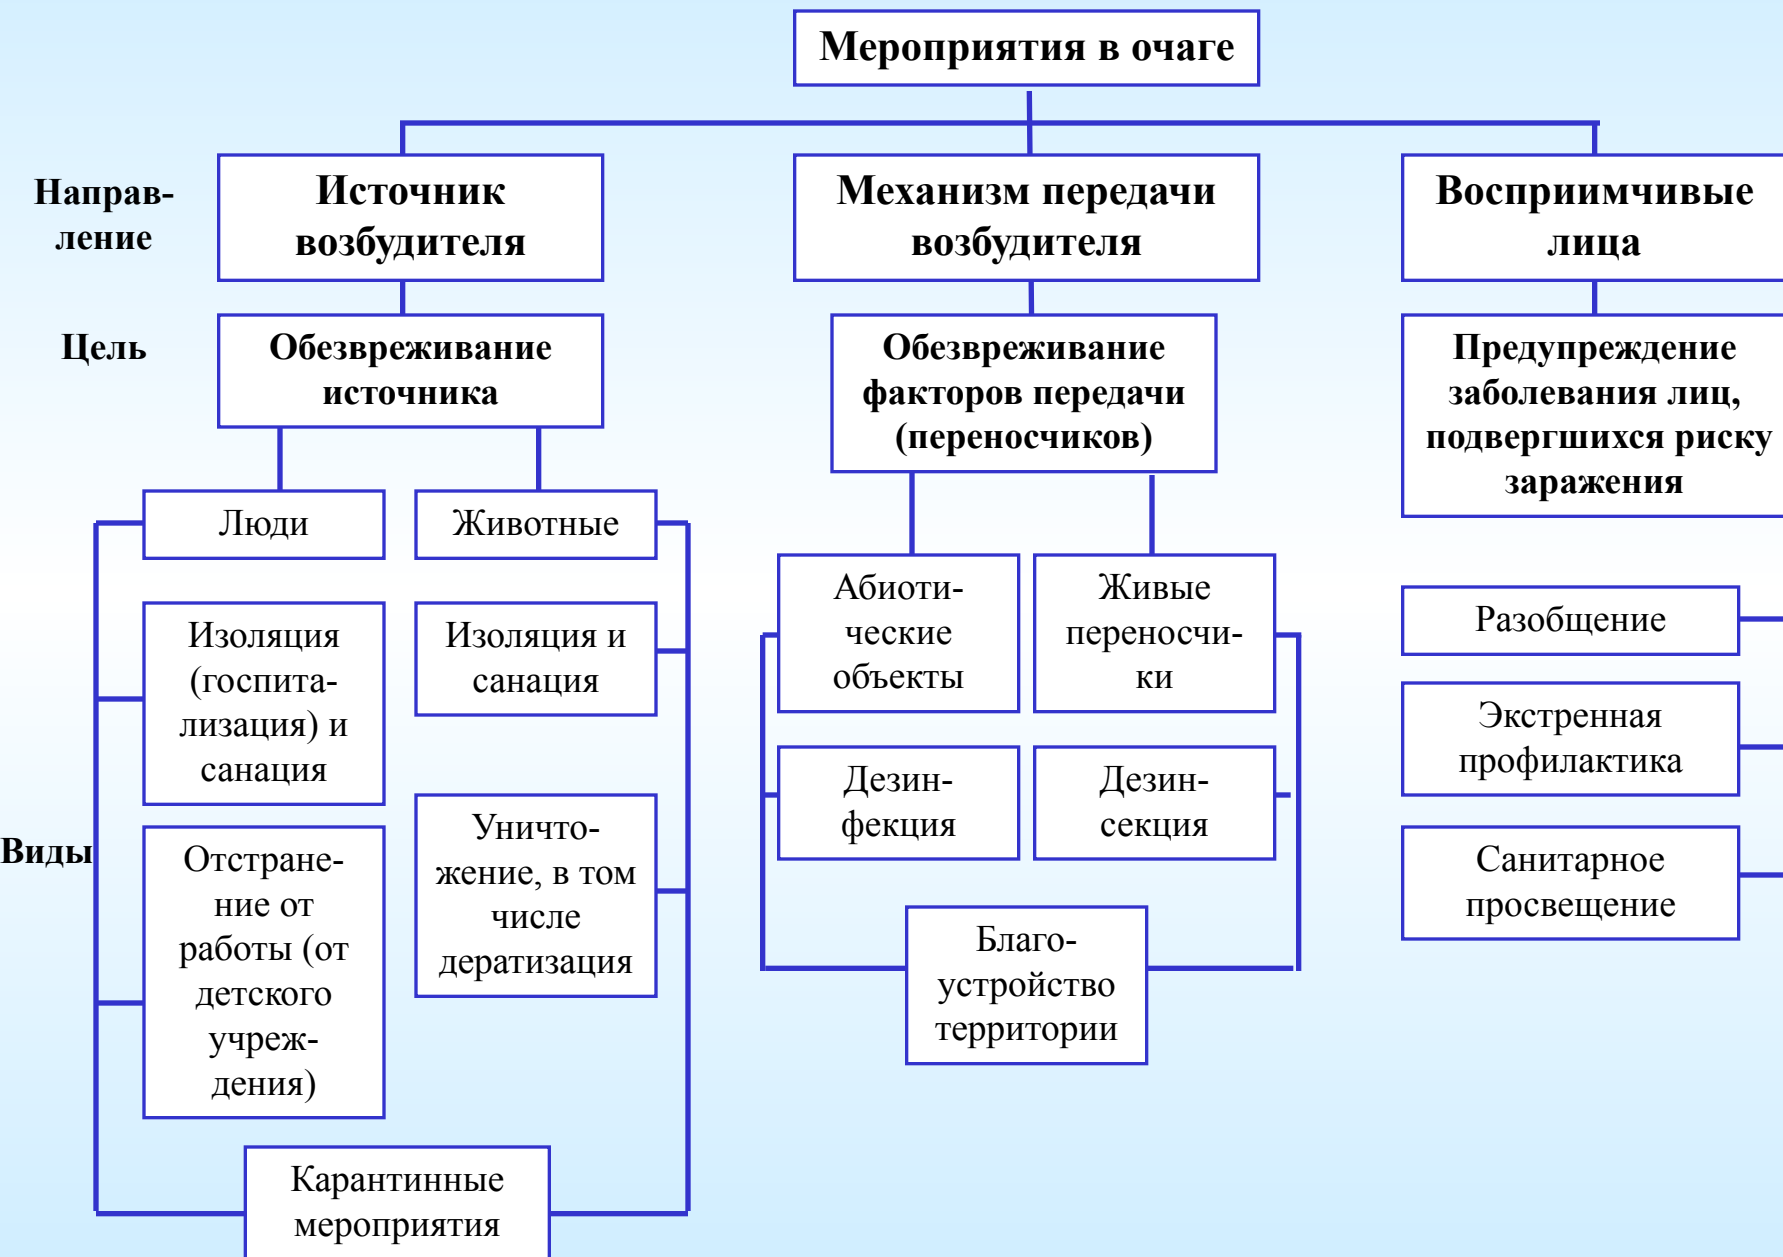 Мероприятия в очаге
Направ-
ление
Источник
возбудителя
Механизм передачи
возбудителя
Восприимчивые
лица
Цель
Обезвреживание
источника
Обезвреживание
факторов передачи
(переносчиков)
Предупреждение
заболевания лиц,
подвергшихся риску
заражения
Виды
Люди
Животные
Изоляция
(госпита-
лизация) и
санация
Изоляция и
санация
Отстране-
ние от
работы (от
детского
учреж-
дения)
Уничто-
жение, в том
числе
дератизация
Карантинные
мероприятия
Абиоти-
ческие
объекты
Живые
переносчи-
ки
Дезин-
фекция
Дезин-
секция
Благо-
устройство
территории
Разобщение
Экстренная
профилактика
Санитарное
просвещение